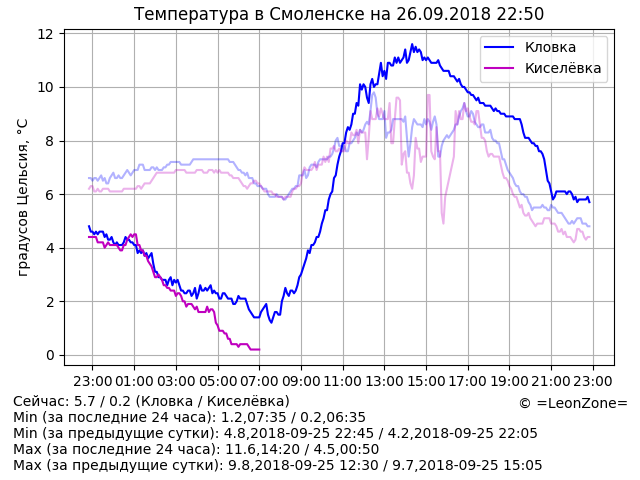 Температура в Смоленске на 26.09.2018 22:50
Кловка
Киселёвка
градусов Цельсия, °C
12
10
8
6
4
2
0
23:00 01:00 03:00 05:00 07:00 09:00 11:00 13:00 15:00 17:00 19:00 21:00 23:00
Сейчас: 5.7 / 0.2 (Кловка / Киселёвка)
© =LeonZone=
Min (за последние 24 часа): 1.2,07:35 / 0.2,06:35
Min (за предыдущие сутки): 4.8,2018-09-25 22:45 / 4.2,2018-09-25 22:05
Max (за последние 24 часа): 11.6,14:20 / 4.5,00:50
Max (за предыдущие сутки): 9.8,2018-09-25 12:30 / 9.7,2018-09-25 15:05